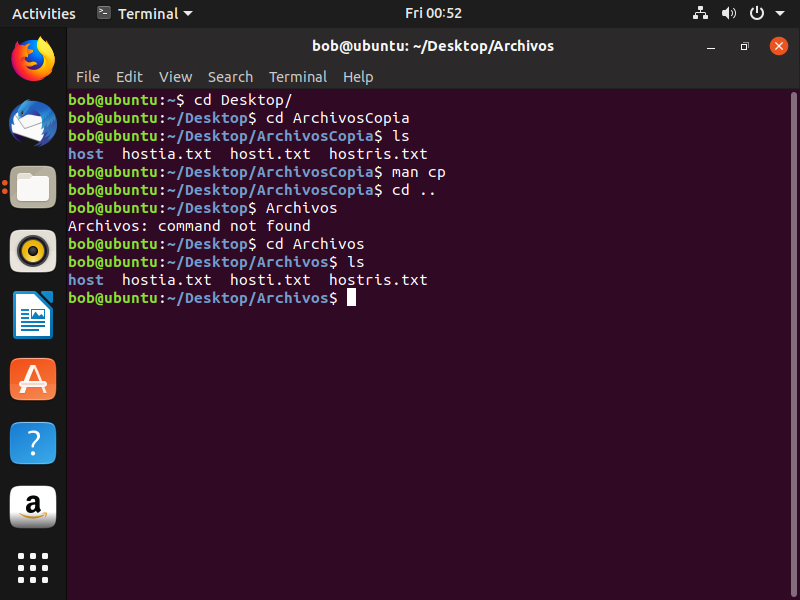 Activities Terminal Fri 00:52
bob@ubuntu: ~/Desktop/Archivos
File Edit View Search Terminal Help
bob@ubuntu:~$ cd Desktop/
bob@ubuntu:~/Desktop$ cd ArchivosCopia
bob@ubuntu:~/Desktop/ArchivosCopia$ ls
host hostia.txt hosti.txt hostris.txt
bob@ubuntu:~/Desktop/ArchivosCopia$ man cp
bob@ubuntu:~/Desktop/ArchivosCopia$ cd ..
bob@ubuntu:~/Desktop$ Archivos
Archivos: command not found
bob@ubuntu:~/Desktop$ cd Archivos
bob@ubuntu:~/Desktop/Archivos$ ls
host hostia.txt hosti.txt hostris.txt
bob@ubuntu:~/Desktop/Archivos$